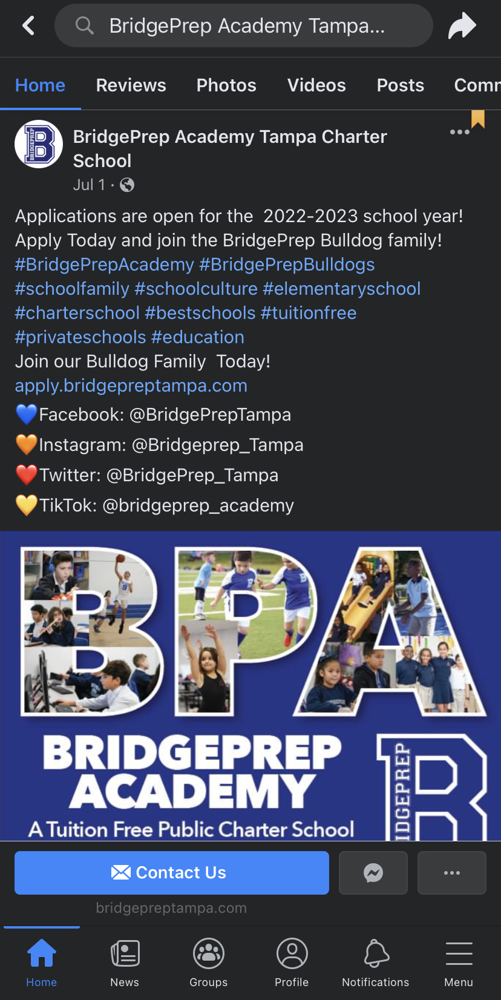 BridgePrep Academy Tampa...
Home Reviews Photos Videos Posts Comm
BridgePrep Academy Tampa Charter
School
Jul 1 ·
Applications are open for the 2022-2023 school year!
Apply Today and join the BridgePrep Bulldog family!
#BridgePrepAcademy #BridgePrepBulldogs
#schoolfamily #schoolculture #elementaryschool
#charterschool #bestschools #tuitionfree
#privateschools #education
Join our Bulldog Family Today!
apply.bridgepreptampa.com
💙Facebook: @BridgePrepTampa
🧡Instagram: @Bridgeprep_Tampa
❤️Twitter: @BridgePrep_Tampa
💛TikTok: @bridgeprep_academy
BPA
BRIDGEPREP
ACADEMY
A Tuition Free Public Charter School
B
IDGEPREP
Contact Us
bridgepreptampa.com
Home News Groups Profile Notifications Menu